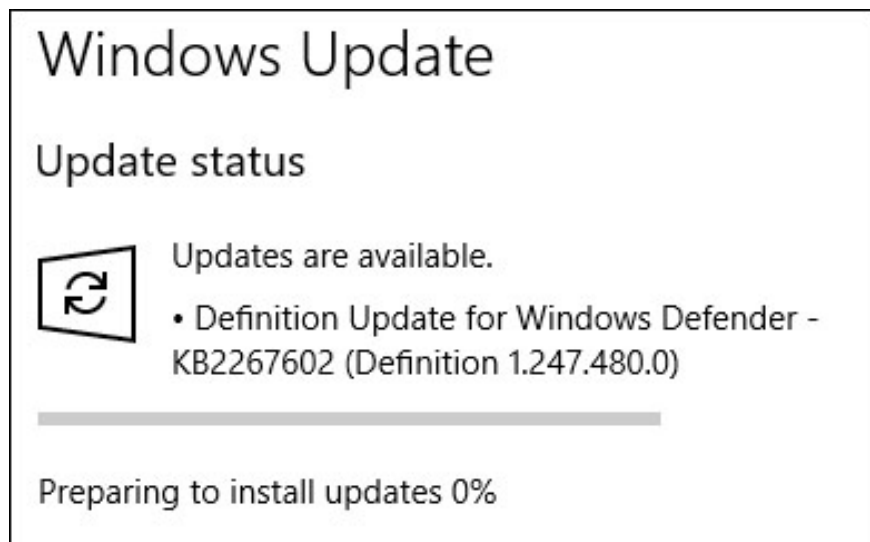 Windows Update
Update status
Updates are available.
• Definition Update for Windows Defender -
KB2267602 (Definition 1.247.480.0)
Preparing to install updates 0%